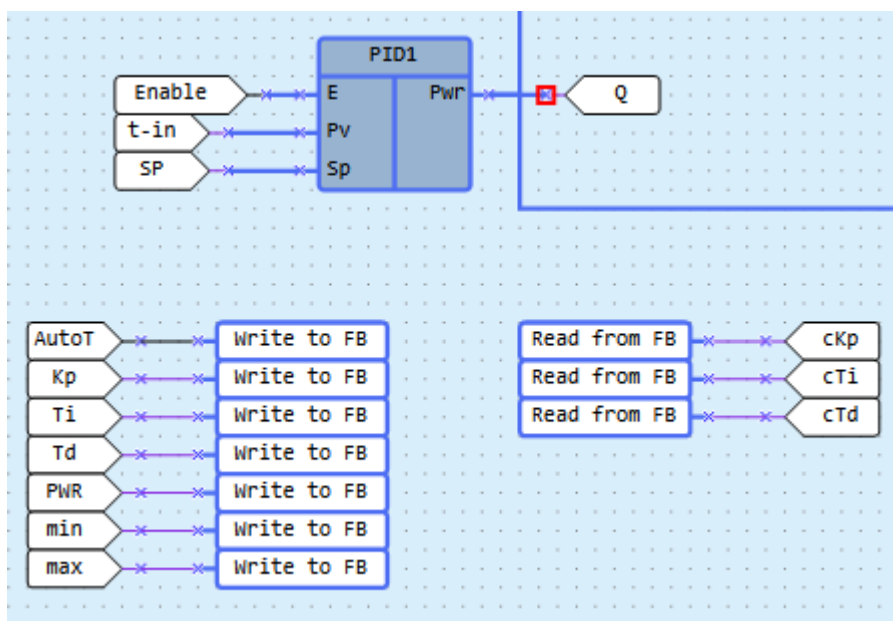 PID1
Enable E Pwr Q
t-in Pv
SP Sp
AutoT Write to FB Read from FB cKp
Kp Write to FB Read from FB cTi
Ti Write to FB Read from FB cTd
Td Write to FB
PWR Write to FB
min Write to FB
max Write to FB